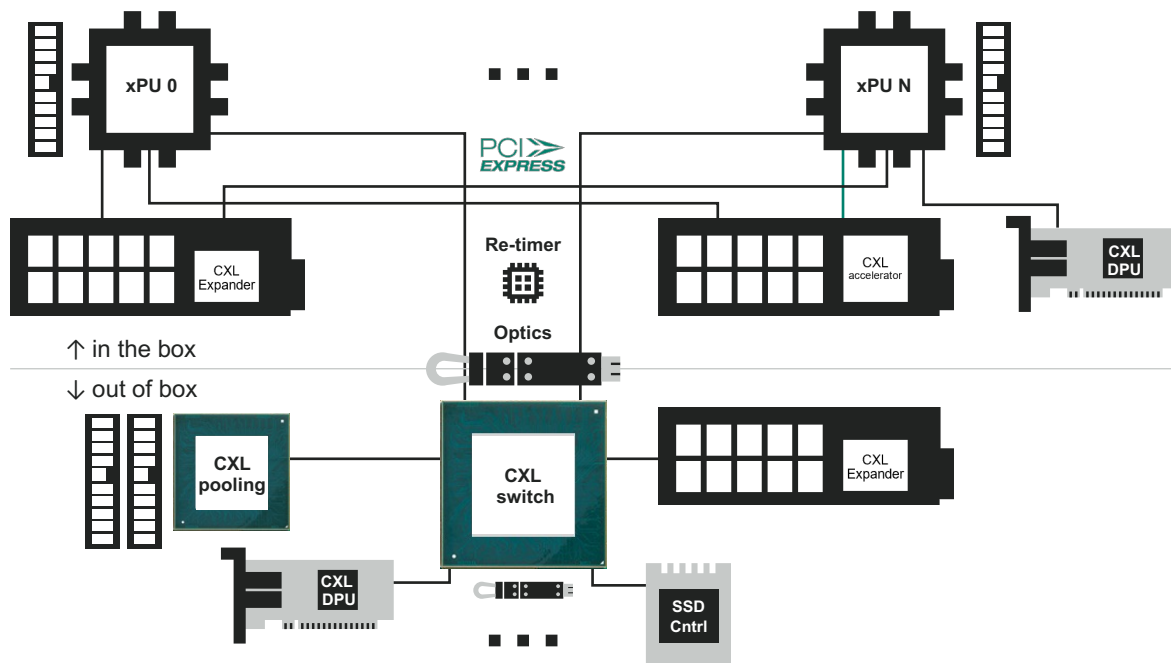 xPU 0
xPU N
PCI
EXPRESS
CXL
Expander
Re-timer
CXL
accelerator
CXL
DPU
Optics
↑ in the box
↓ out of box
CXL
pooling
CXL
switch
CXL
Expander
CXL
DPU
SSD
Cntrl